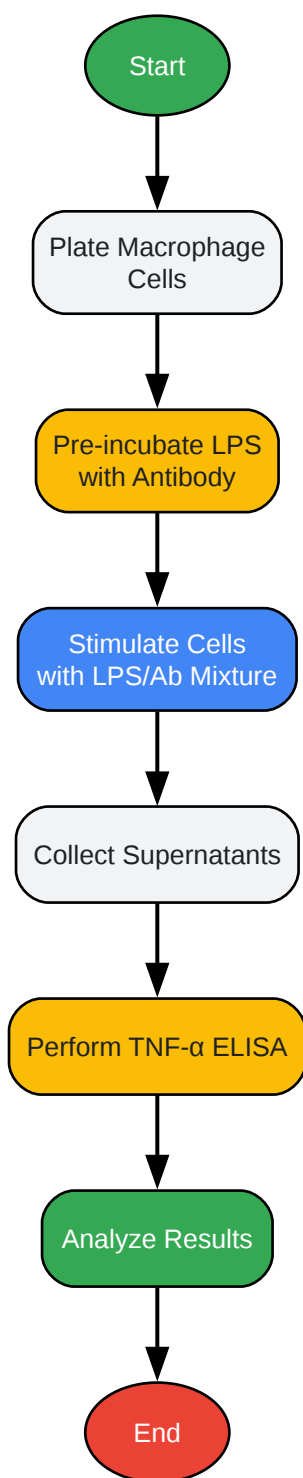 Start
Plate Macrophage
Cells
Pre-incubate LPS
with Antibody
Stimulate Cells
with LPS/Ab Mixture
Collect Supernatants
Perform TNF-α ELISA
Analyze Results
End